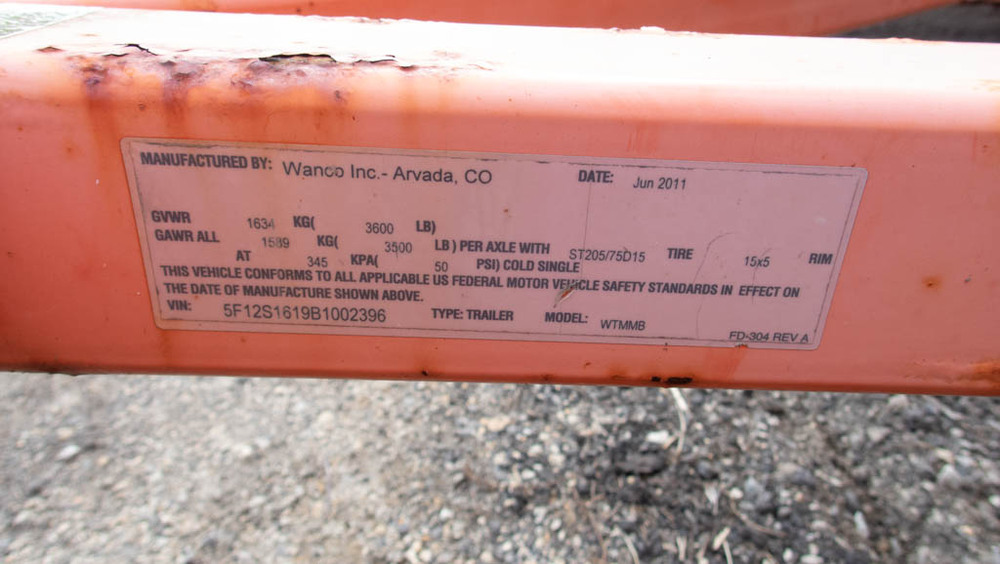 MANUFACTURED BY: Wanco Inc.- Arvada, CO DATE: Jun 2011
GVWR 1634 KG( 3600 LB)
GAWR ALL 1589 KG( 3500 LB) PER AXLE WITH ST205/75D15 TIRE 15x5 RIM
AT 345 KPA( 50 PSI) COLD SINGLE
THIS VEHICLE CONFORMS TO ALL APPLICABLE US FEDERAL MOTOR VEHICLE SAFETY STANDARDS IN EFFECT ON
THE DATE OF MANUFACTURE SHOWN ABOVE.
VIN: 5F12S1619B1002396 TYPE: TRAILER MODEL: WTMMB
FD-304 REV A